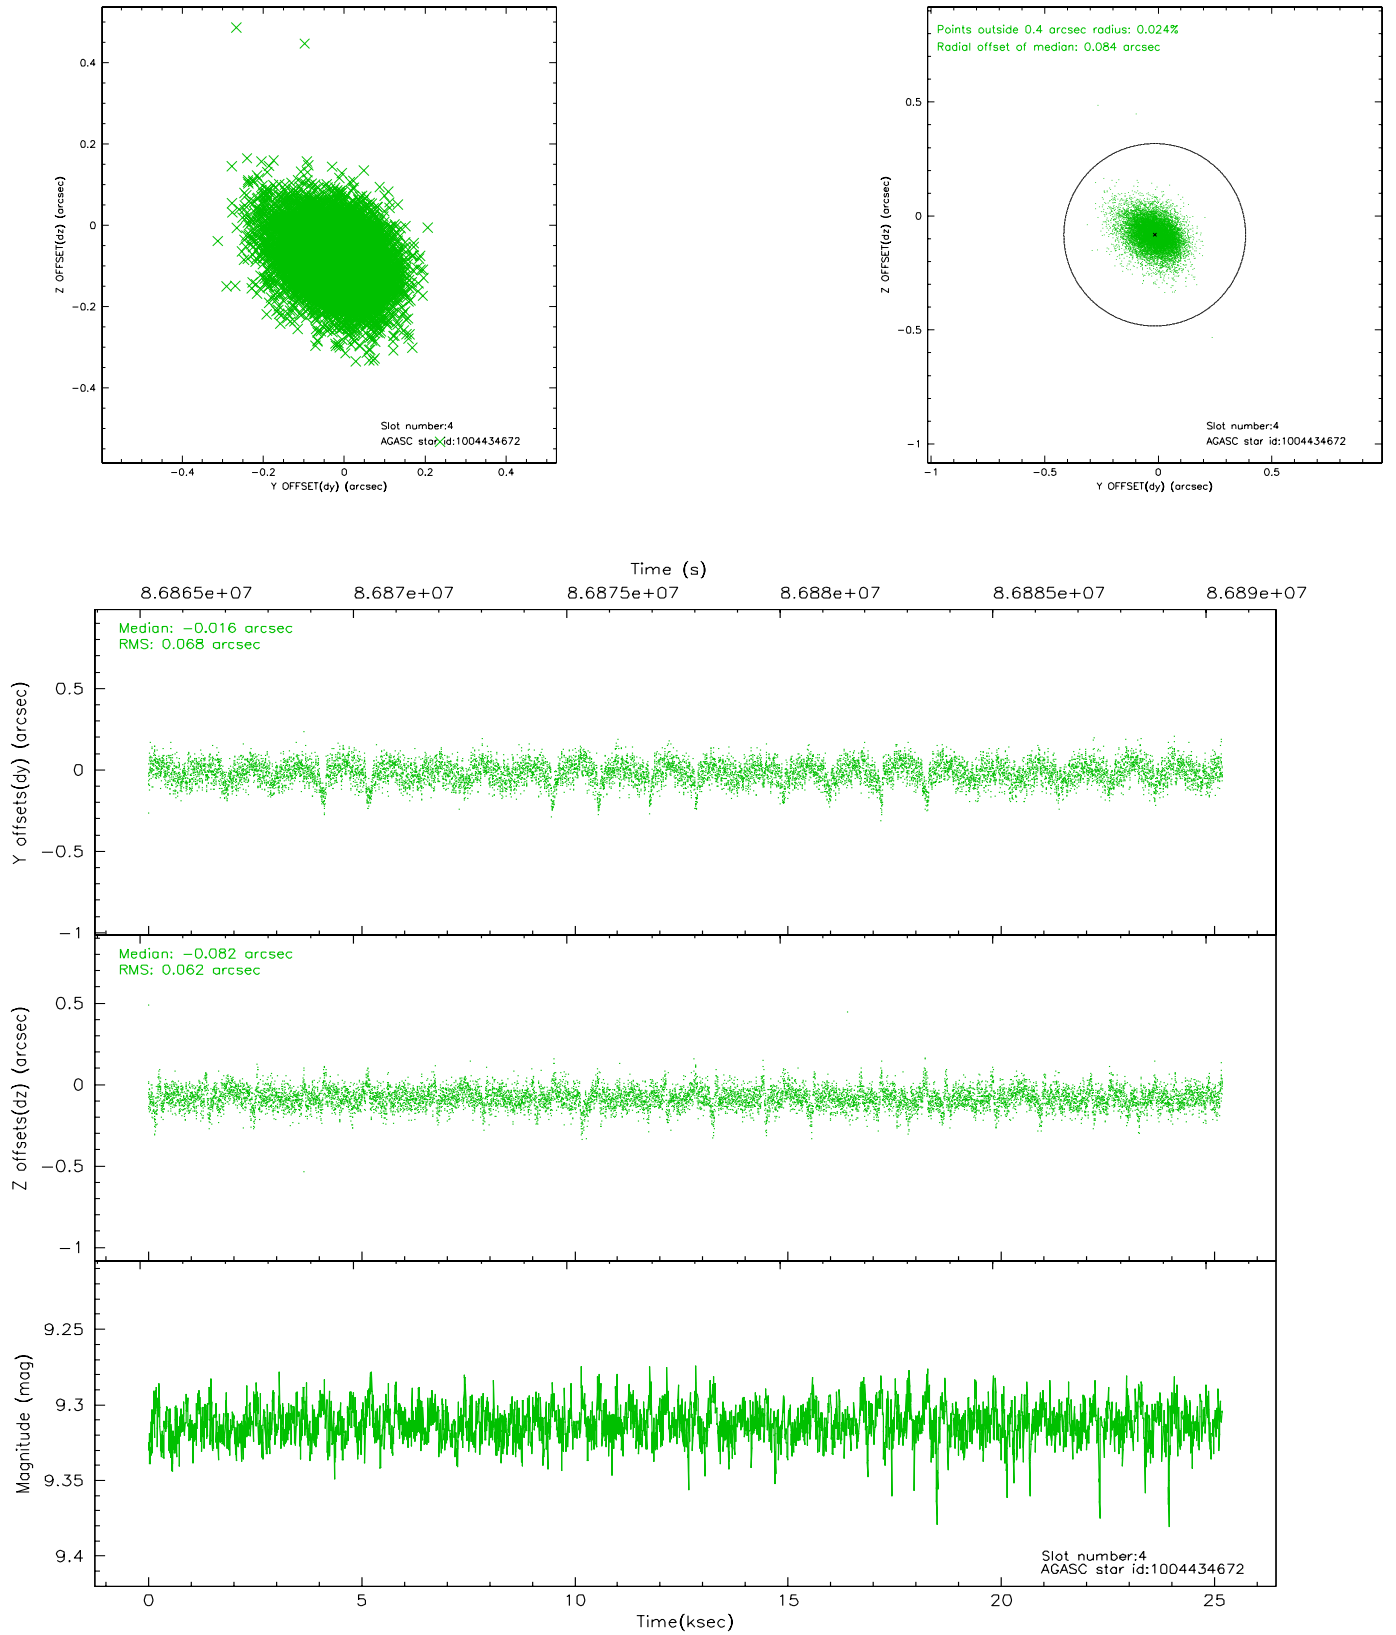 0.4
0.2
0
−0.2
−0.4
Z OFFSET(dz) (arcsec)
−0.4
−0.2
0
0.2
0.4
Y OFFSET(dy) (arcsec)
Slot number:4
AGASC star id:1004434672
Points outside 0.4 arcsec radius: 0.024%
Radial offset of median: 0.084 arcsec
0.5
0
−0.5
−1
Z OFFSET(dz) (arcsec)
−1
−0.5
0
0.5
Y OFFSET(dy) (arcsec)
Slot number:4
AGASC star id:1004434672
Time (s)
8.6865e+07
8.687e+07
8.6875e+07
8.688e+07
8.6885e+07
8.689e+07
Median: −0.016 arcsec
RMS: 0.068 arcsec
0.5
0
−0.5
−1
Y offsets(dy) (arcsec)
Median: −0.082 arcsec
RMS: 0.062 arcsec
0.5
0
−0.5
−1
Z offsets(dz) (arcsec)
9.25
9.3
9.35
9.4
Magnitude (mag)
Slot number:4
AGASC star id:1004434672
0
5
10
15
20
25
Time(ksec)